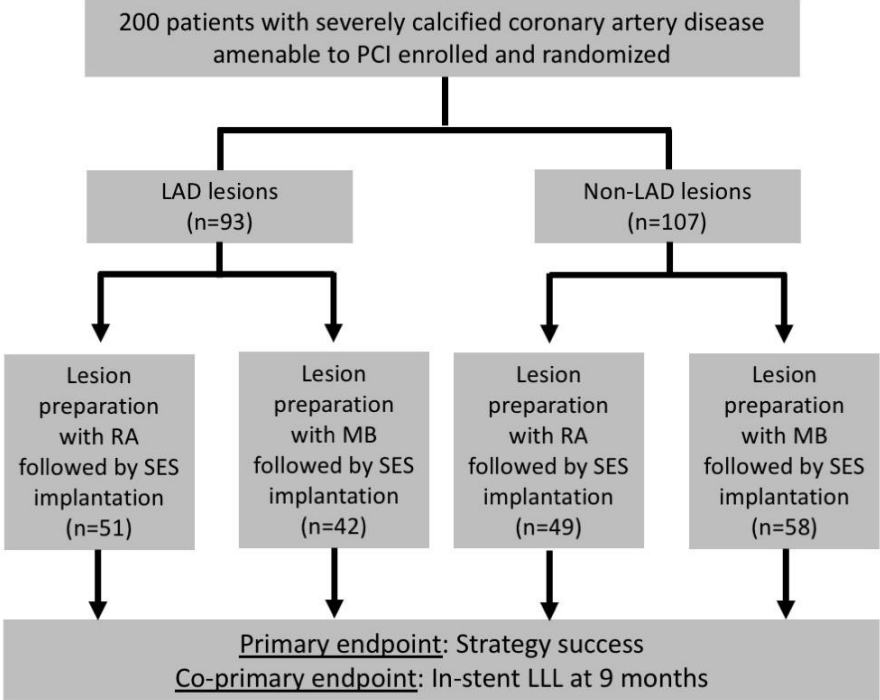 200 patients with severely calcified coronary artery disease
amenable to PCI enrolled and randomized
LAD lesions
(n=93)
Non-LAD lesions
(n=107)
Lesion
preparation
with RA
followed by SES
implantation
(n=51)
Lesion
preparation
with MB
followed by SES
implantation
(n=42)
Lesion
preparation
with RA
followed by SES
implantation
(n=49)
Lesion
preparation
with MB
followed by SES
implantation
(n=58)
Primary endpoint: Strategy success
Co-primary endpoint: In-stent LLL at 9 months